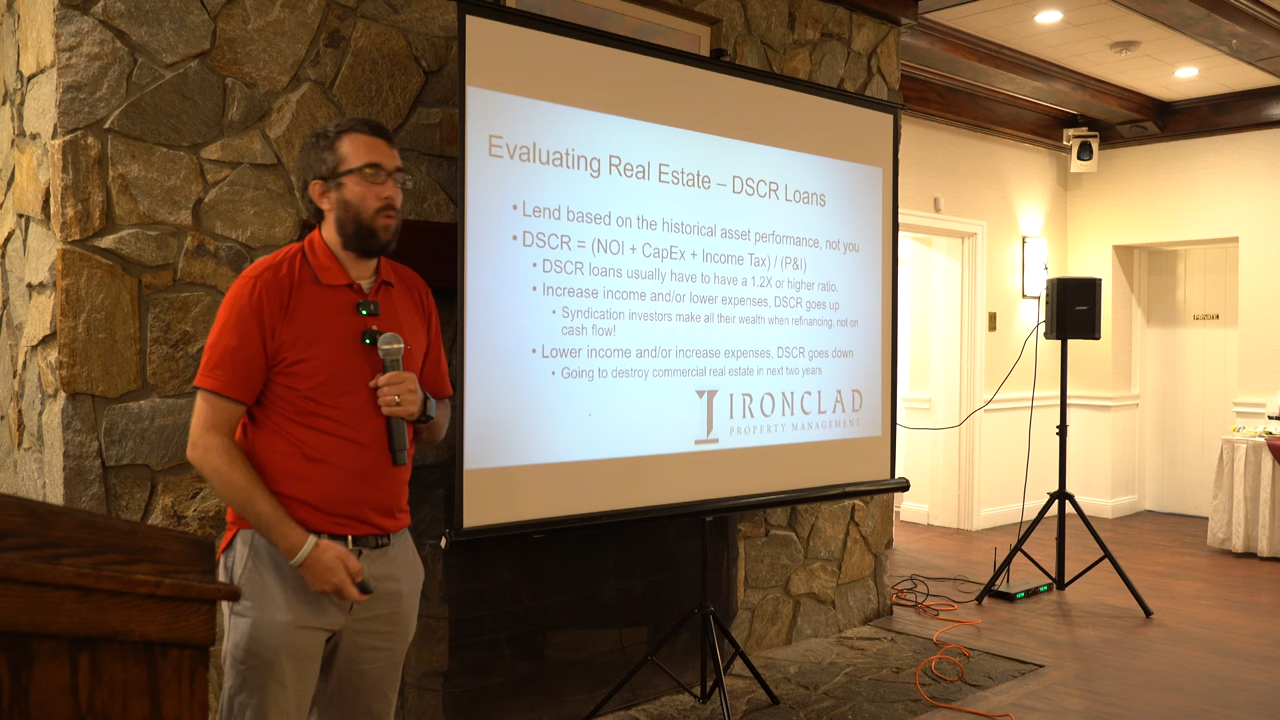 Evaluating Real Estate – DSCR Loans
• Lend based on the historical asset performance, not you
• DSCR = (NOI + CapEx + Income Tax) / (P&I)
• DSCR loans usually have to have a 1.2X or higher ratio.
• Increase income and/or lower expenses, DSCR goes up
• Syndication investors make all their wealth when refinancing, not on
cash flow!
• Lower income and/or increase expenses, DSCR goes down
• Going to destroy commercial real estate in next two years
IRONCLAD
PROPERTY MANAGEMENT
PRIVATE